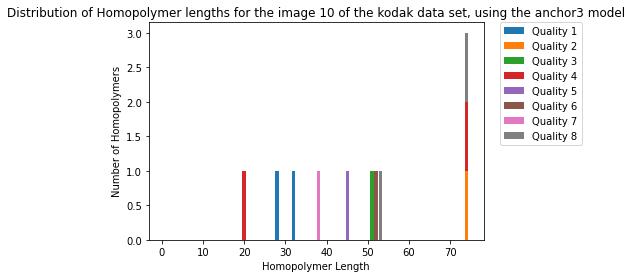 Distribution of Homopolymer lengths for the image 10 of the kodak data set, using the anchor3 model
3.0
2.5
2.0
1.5
1.0
0.5
0.0
Number of Homopolymers
0 10 20 30 40 50 60 70
Homopolymer Length
Quality 1
Quality 2
Quality 3
Quality 4
Quality 5
Quality 6
Quality 7
Quality 8